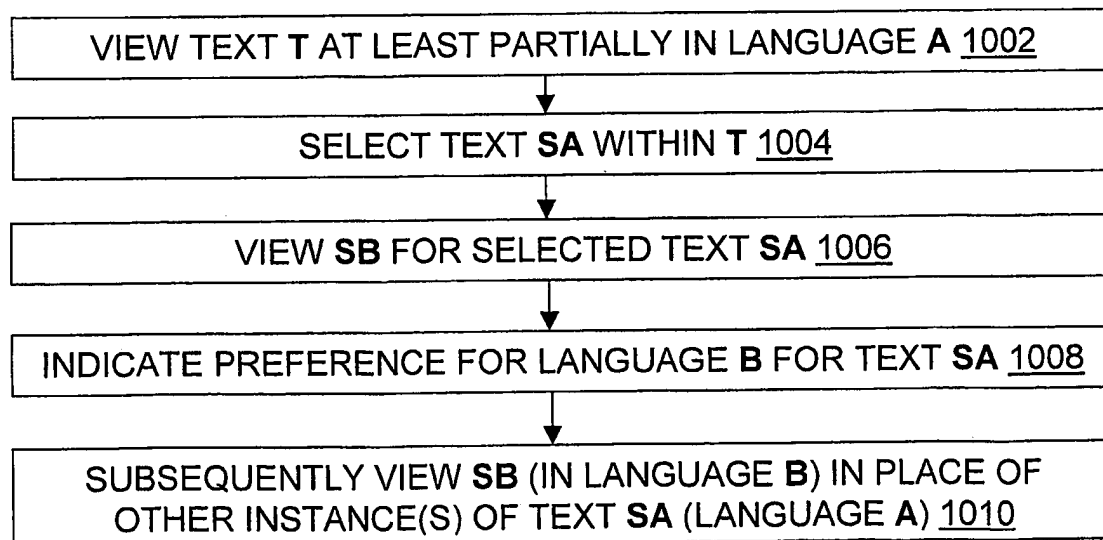 VIEW TEXT T AT LEAST PARTIALLY IN LANGUAGE A 1002
SELECT TEXT SA WITHIN T 1004
VIEW SB FOR SELECTED TEXT SA 1006
INDICATE PREFERENCE FOR LANGUAGE B FOR TEXT SA 1008
SUBSEQUENTLY VIEW SB (IN LANGUAGE B) IN PLACE OF
OTHER INSTANCE(S) OF TEXT SA (LANGUAGE A) 1010